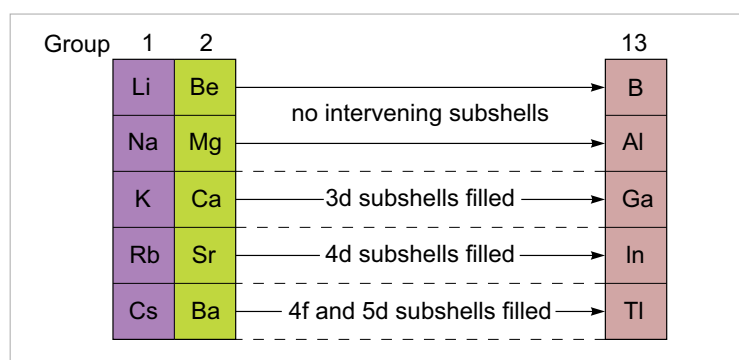 Group 1 2 13
Li Be B
no intervening subshells
Na Mg Al
K Ca 3d subshells filled Ga
Rb Sr 4d subshells filled In
Cs Ba 4f and 5d subshells filled Tl